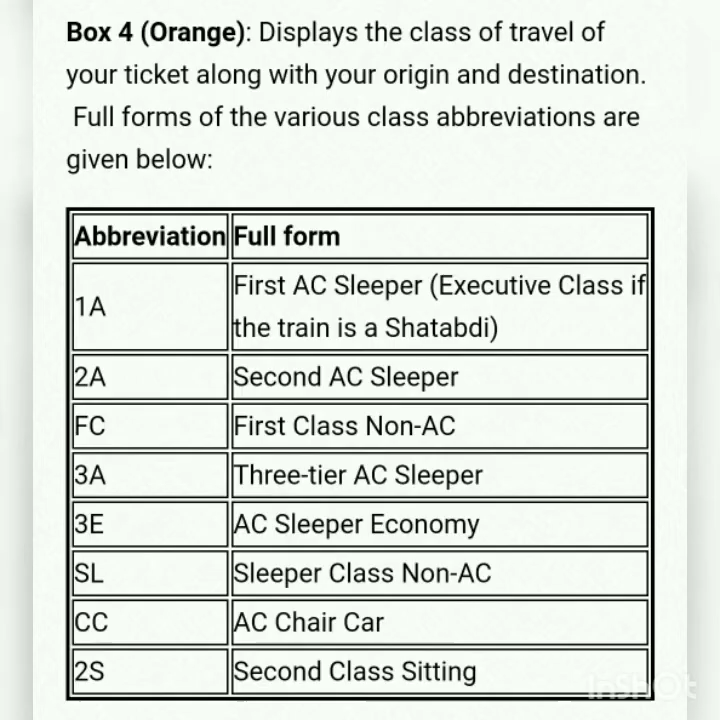 Box 4 (Orange): Displays the class of travel of
your ticket along with your origin and destination.
Full forms of the various class abbreviations are
given below:
Abbreviation Full form
1A First AC Sleeper (Executive Class if
the train is a Shatabdi)
2A Second AC Sleeper
FC First Class Non-AC
3A Three-tier AC Sleeper
3E AC Sleeper Economy
SL Sleeper Class Non-AC
CC AC Chair Car
2S Second Class Sitting
InShOt